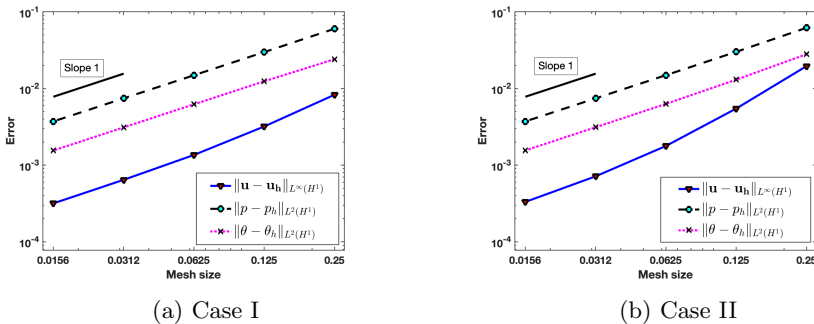 10^{-1}
10^{-2}
10^{-3}
10^{-4}
Error
Slope 1
‖u − u_h‖_{L^∞(H^1)}
‖p − p_h‖_{L^2(H^1)}
‖θ − θ_h‖_{L^2(H^1)}
0.0156 0.0312 0.0625 0.125 0.25
Mesh size
(a) Case I
10^{-1}
10^{-2}
10^{-3}
10^{-4}
Error
Slope 1
‖u − u_h‖_{L^∞(H^1)}
‖p − p_h‖_{L^2(H^1)}
‖θ − θ_h‖_{L^2(H^1)}
0.0156 0.0312 0.0625 0.125 0.25
Mesh size
(b) Case II